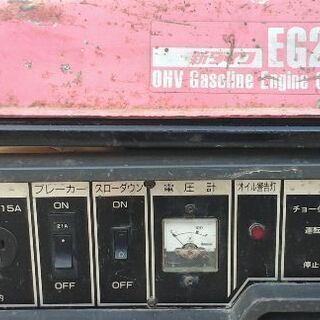 新ダイワ
EG2
OHV Gasoline Engine
ブレーカー
スローダウン
電圧計
オイル警告灯
15A
ON
ON
チョー
21A
運転
OFF
OFF
停止